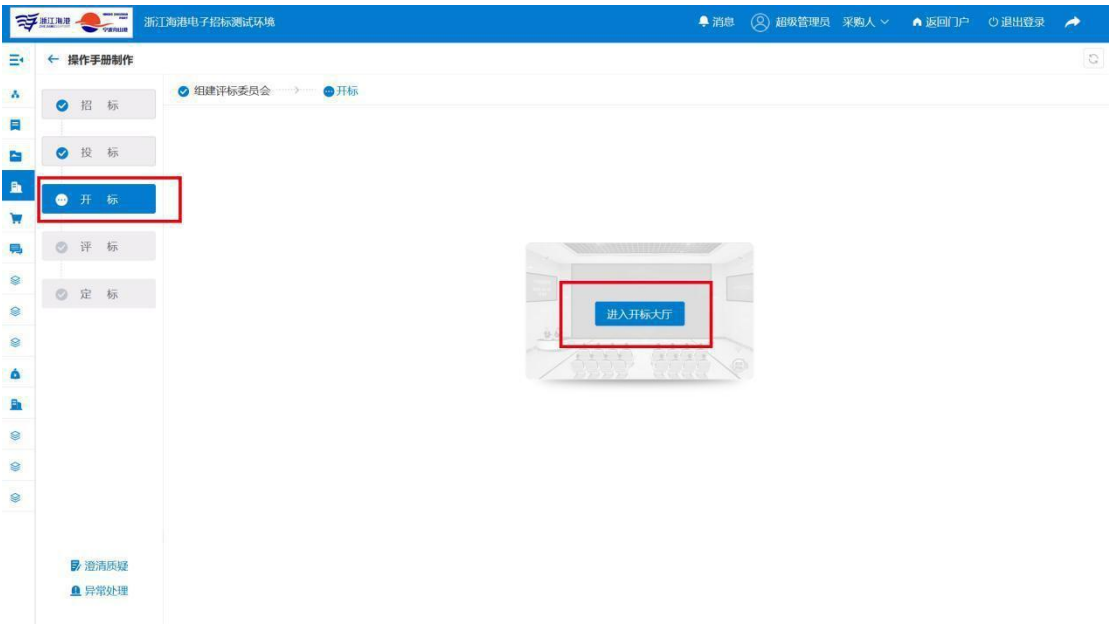 浙江海港
宁波舟山港
浙江海港电子招标测试环境
消息
超级管理员
采购人
返回门户
退出登录
操作手册制作
招 标
投 标
开 标
评 标
定 标
组建评标委员会
开标
进入开标大厅
澄清质疑
异常处理